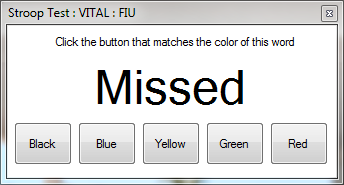 Stroop Test : VITAL : FIU
Click the button that matches the color of this word
Missed
Black Blue Yellow Green Red